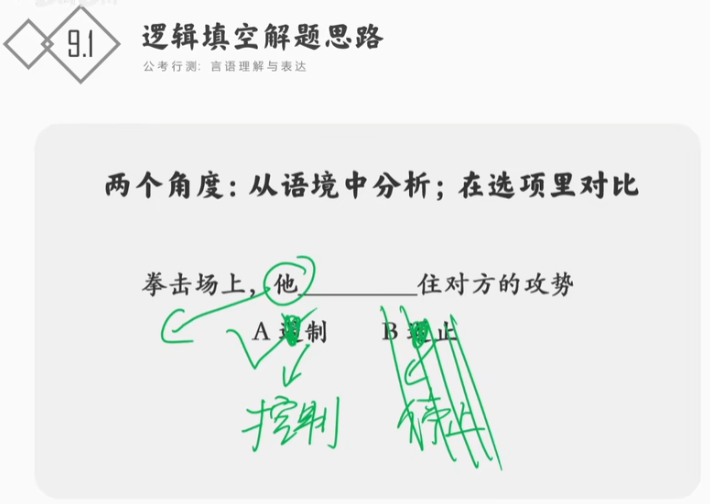 9.1
逻辑填空解题思路
公考行测: 言语理解与表达
两个角度: 从语境中分析; 在选项里对比
拳击场上, 他________住对方的攻势
A 遏制 B 遏止
控制